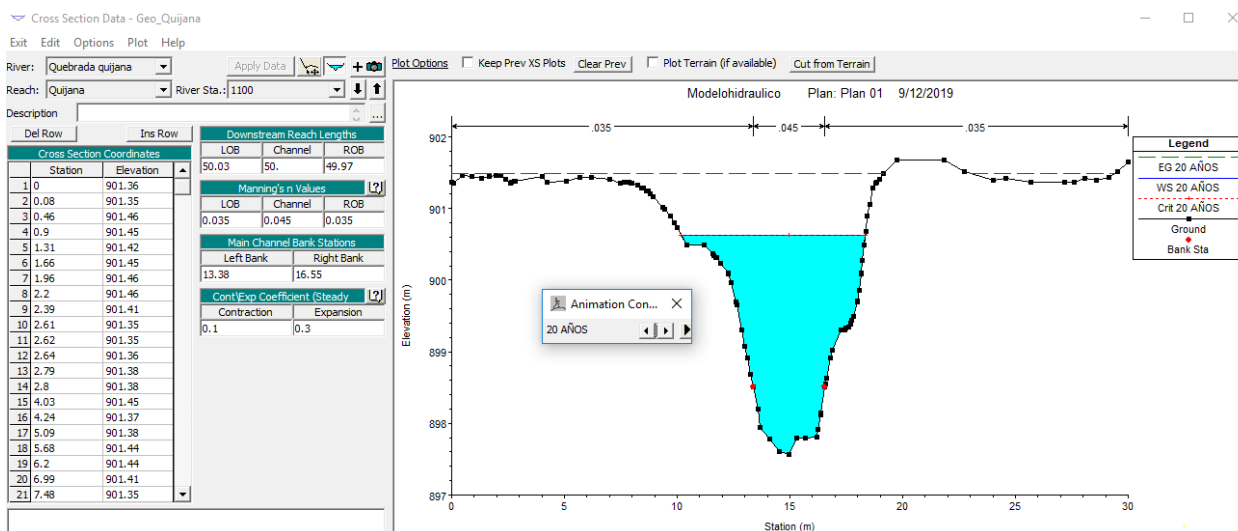 Cross Section Data - Geo_Quijana
Exit Edit Options Plot Help
River: Quebrada quijana Apply Data
Reach: Quijana River Sta.: 1100
Description ...
Del Row Ins Row
Cross Section Coordinates
Station Elevation
1 0 901.36
2 0.08 901.35
3 0.46 901.46
4 0.9 901.45
5 1.31 901.42
6 1.66 901.45
7 1.96 901.46
8 2.2 901.46
9 2.39 901.41
10 2.61 901.35
11 2.62 901.35
12 2.64 901.36
13 2.79 901.38
14 2.8 901.38
15 4.03 901.45
16 4.24 901.37
17 5.09 901.38
18 5.68 901.44
19 6.2 901.44
20 6.99 901.41
21 7.48 901.35
Downstream Reach Lengths
LOB Channel ROB
50.03 50. 49.97
Manning's n Values ?
LOB Channel ROB
0.035 0.045 0.035
Main Channel Bank Stations
Left Bank Right Bank
13.38 16.55
Cont\Exp Coefficient (Steady ?
Contraction Expansion
0.1 0.3
Plot Options Keep Prev XS Plots Clear Prev Plot Terrain (if available) Cut from Terrain
Modelohidraulico Plan: Plan 01 9/12/2019
.035 .045 .035
902
901
900
899
898
897
Elevation (m)
0 5 10 15 20 25 30
Station (m)
Animation Con...
20 AÑOS
Legend
EG 20 AÑOS
WS 20 AÑOS
Crit 20 AÑOS
Ground
Bank Sta